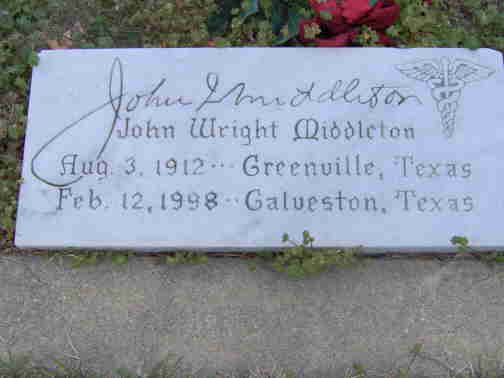 John W Middleton
John Wright Middleton
Aug. 3, 1912 ··· Greenville, Texas
Feb. 12, 1998 ·· Galveston, Texas